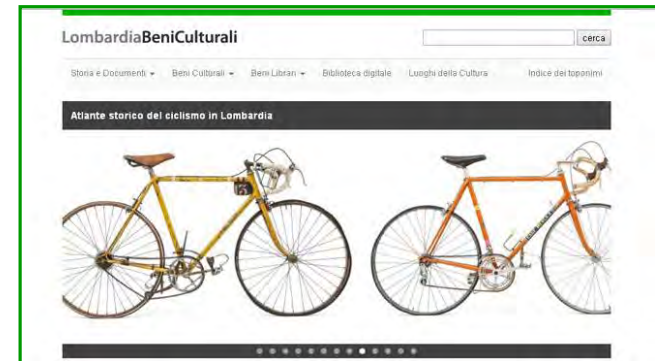 LombardiaBeniCulturali
cerca
Storia e Documenti Beni Culturali Beni Librari Biblioteca digitale Luoghi della Cultura Indice dei toponimi
Atlante storico del ciclismo in Lombardia